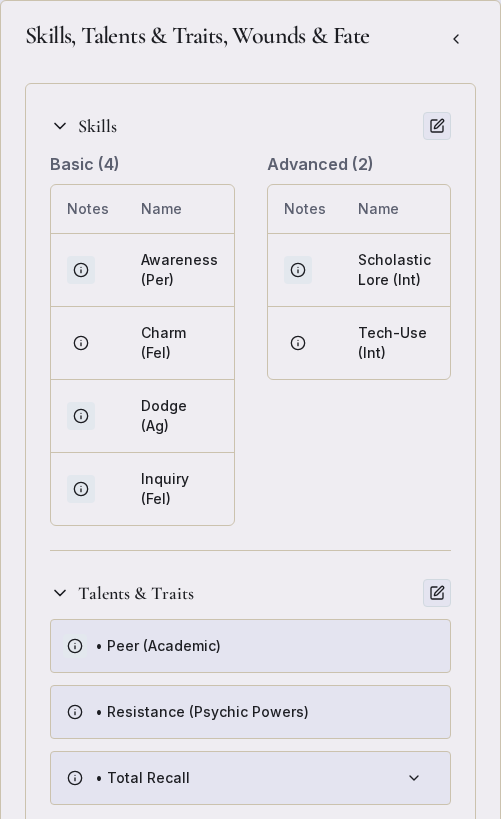 Skills, Talents & Traits, Wounds & Fate
Skills
Basic (4)
Notes Name
Awareness
(Per)
Charm
(Fel)
Dodge
(Ag)
Inquiry
(Fel)
Advanced (2)
Notes Name
Scholastic
Lore (Int)
Tech-Use
(Int)
Talents & Traits
• Peer (Academic)
• Resistance (Psychic Powers)
• Total Recall